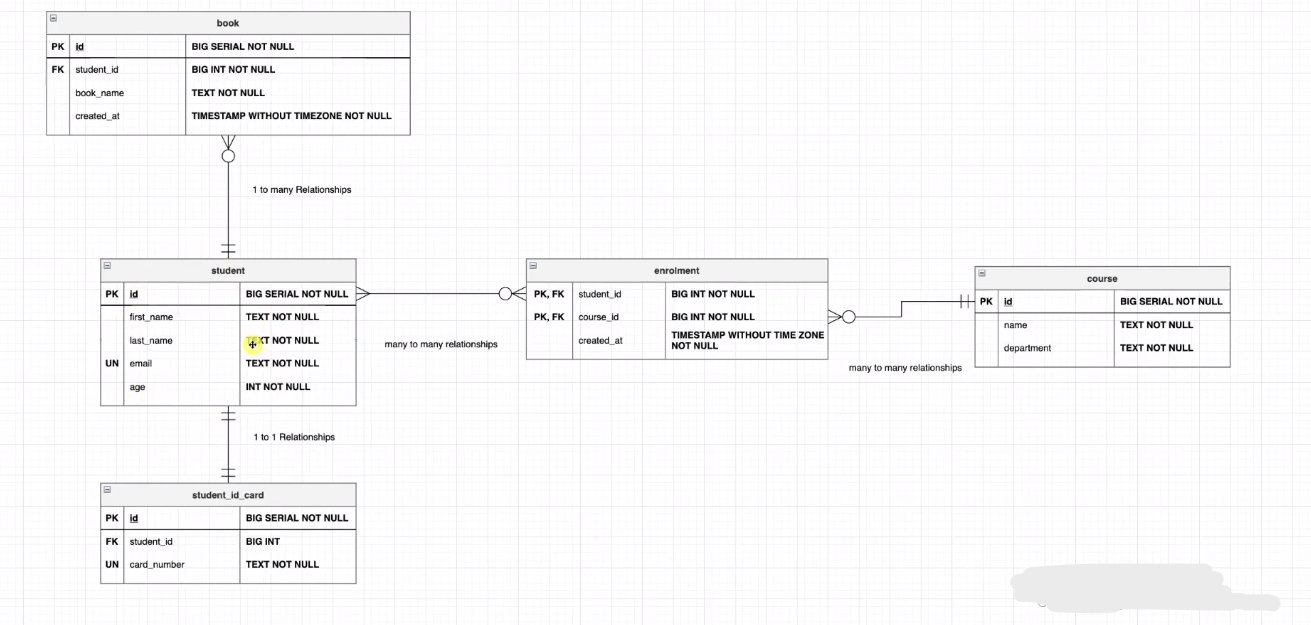 book
PK id BIG SERIAL NOT NULL
FK student_id BIG INT NOT NULL
book_name TEXT NOT NULL
created_at TIMESTAMP WITHOUT TIMEZONE NOT NULL
1 to many Relationships
student
PK id BIG SERIAL NOT NULL
first_name TEXT NOT NULL
last_name TEXT NOT NULL
UN email TEXT NOT NULL
age INT NOT NULL
many to many relationships
enrolment
PK, FK student_id BIG INT NOT NULL
PK, FK course_id BIG INT NOT NULL
created_at TIMESTAMP WITHOUT TIME ZONE
NOT NULL
many to many relationships
course
PK id BIG SERIAL NOT NULL
name TEXT NOT NULL
department TEXT NOT NULL
1 to 1 Relationships
student_id_card
PK id BIG SERIAL NOT NULL
FK student_id BIG INT
UN card_number TEXT NOT NULL